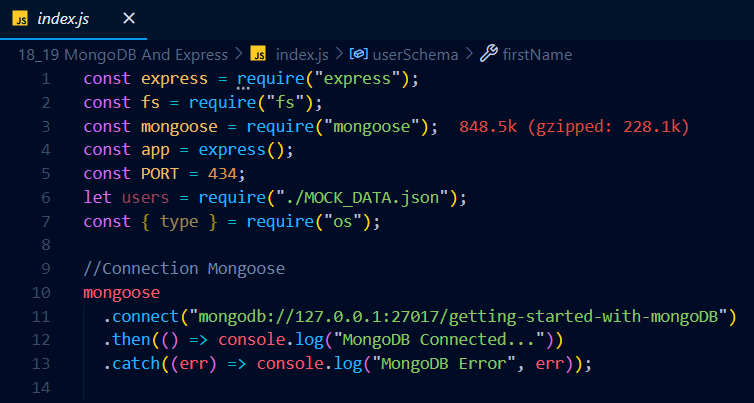 JS index.js ×
18_19 MongoDB And Express > JS index.js > userSchema > firstName
1 const express = require("express");
2 const fs = require("fs");
3 const mongoose = require("mongoose"); 848.5k (gzipped: 228.1k)
4 const app = express();
5 const PORT = 434;
6 let users = require("./MOCK_DATA.json");
7 const { type } = require("os");
8
9 //Connection Mongoose
10 mongoose
11 .connect("mongodb://127.0.0.1:27017/getting-started-with-mongoDB")
12 .then(() => console.log("MongoDB Connected..."))
13 .catch((err) => console.log("MongoDB Error", err));
14